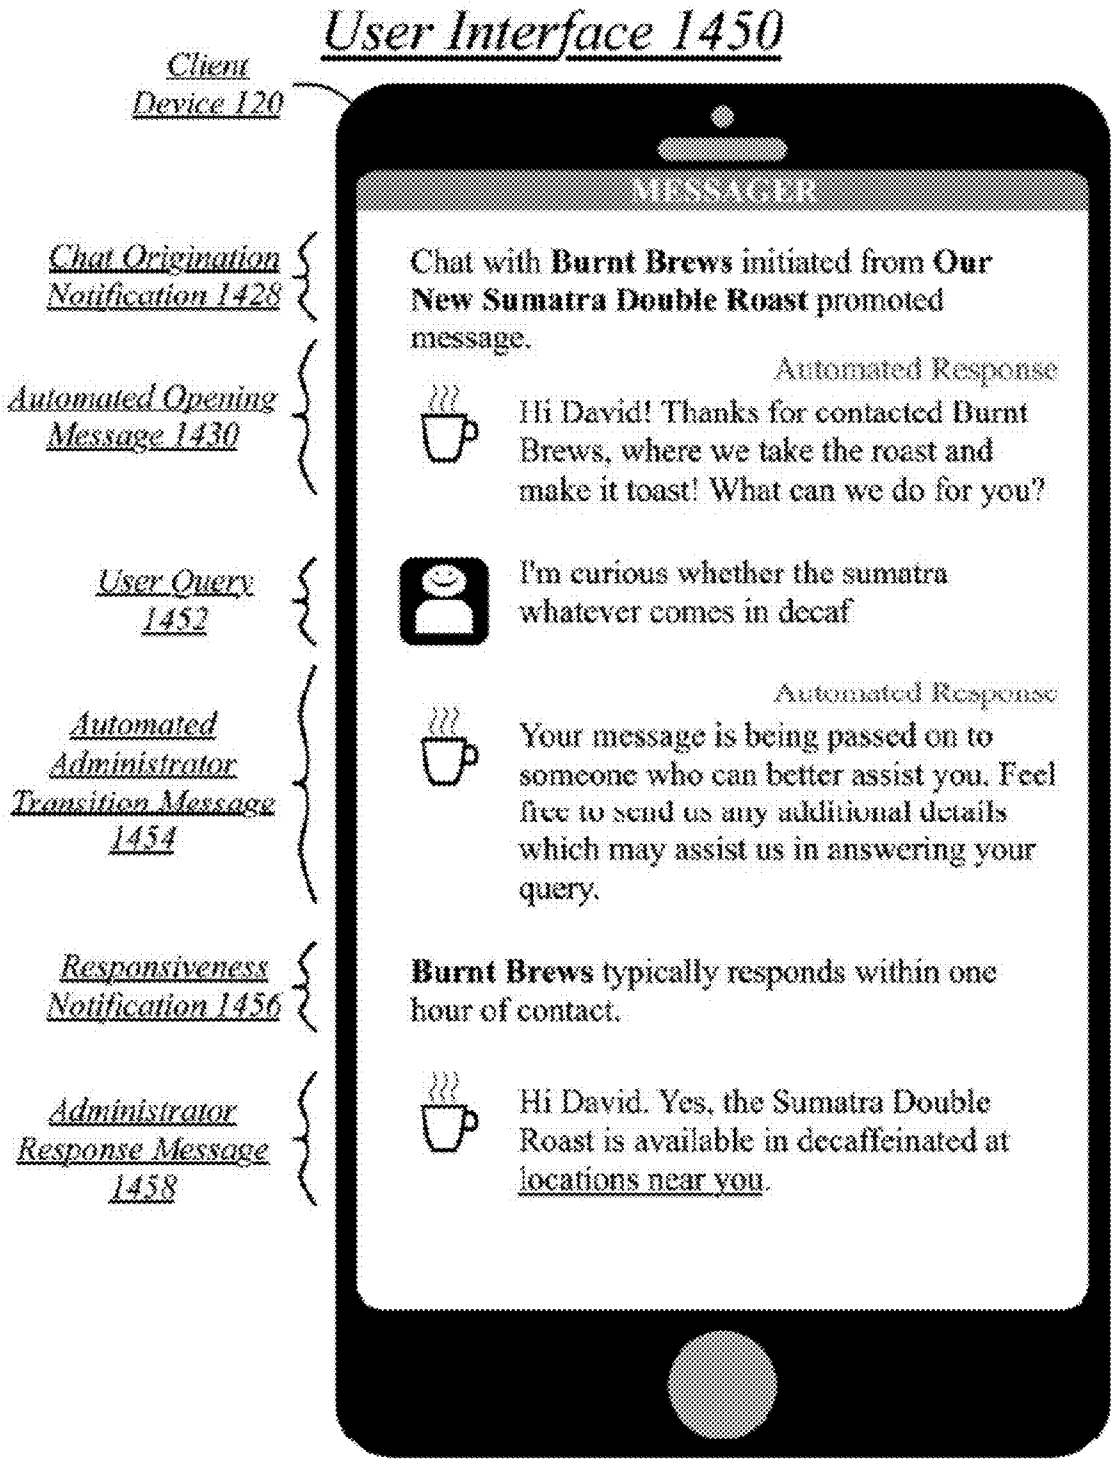 User Interface 1450
Client
Device 120
MESSAGER
Chat Origination
Notification 1428
Chat with Burnt Brews initiated from Our
New Sumatra Double Roast promoted
message.
Automated Opening
Message 1430
Automated Response
Hi David! Thanks for contacted Burnt
Brews, where we take the roast and
make it toast! What can we do for you?
User Query
1452
I'm curious whether the sumatra
whatever comes in decaf
Automated
Administrator
Transition Message
1454
Automated Response
Your message is being passed on to
someone who can better assist you. Feel
free to send us any additional details
which may assist us in answering your
query.
Responsiveness
Notification 1456
Burnt Brews typically responds within one
hour of contact.
Administrator
Response Message
1458
Hi David. Yes, the Sumatra Double
Roast is available in decaffeinated at
locations near you.